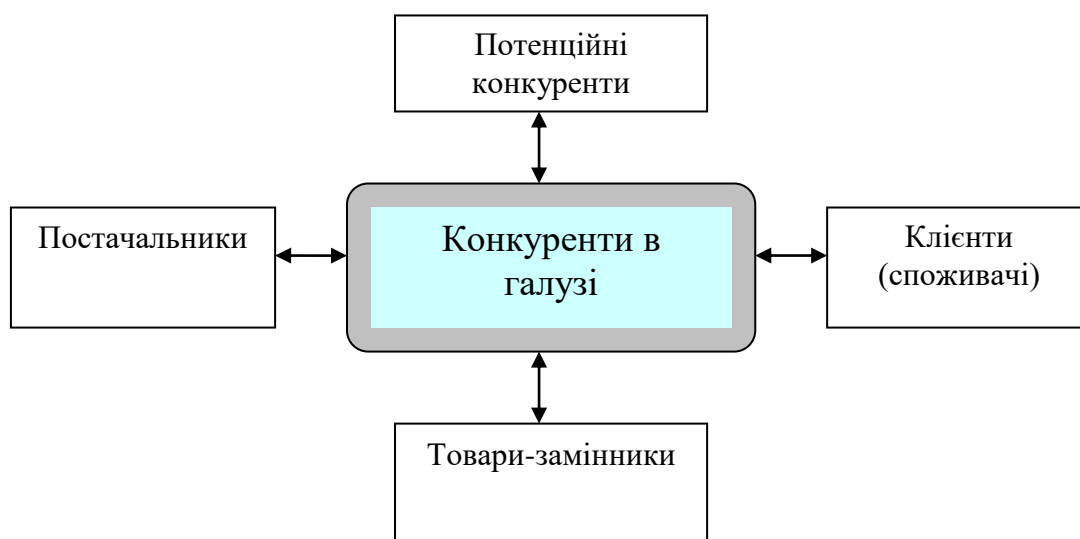 Потенційні
конкуренти
Постачальники
Конкуренти в
галузі
Клієнти
(споживачі)
Товари-замінники